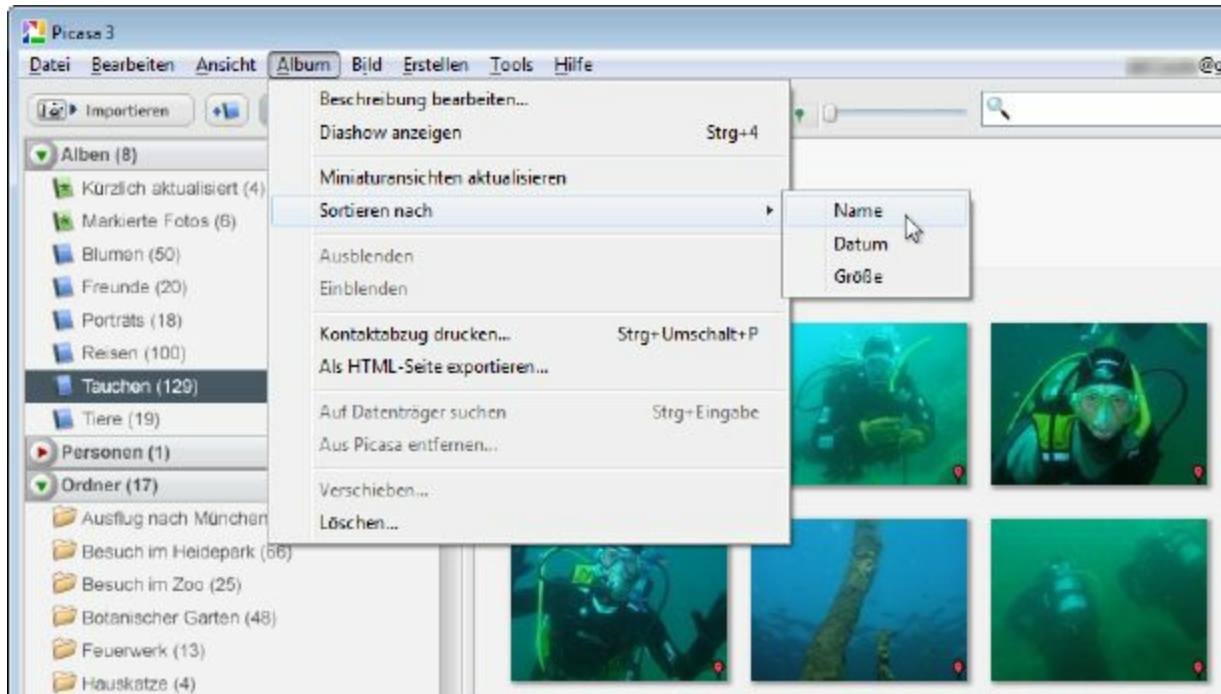 Picasa 3
Datei Bearbeiten Ansicht Album Bild Erstellen Tools Hilfe
@g
Importieren
Beschreibung bearbeiten...
Diashow anzeigen Strg+4
Miniaturansichten aktualisieren
Sortieren nach
Name
Datum
Größe
Ausblenden
Einblenden
Kontaktabzug drucken... Strg+Umschalt+P
Als HTML-Seite exportieren...
Auf Datenträger suchen Strg+Eingabe
Aus Picasa entfernen...
Verschieben...
Löschen...
Alben (8)
Kürzlich aktualisiert (4)
Markierte Fotos (6)
Blumen (50)
Freunde (20)
Porträts (18)
Reisen (100)
Tauchen (129)
Tiere (19)
Personen (1)
Ordner (17)
Ausflug nach München
Besuch im Heidepark (66)
Besuch im Zoo (25)
Botanischer Garten (48)
Feuerwerk (13)
Hauskatze (4)